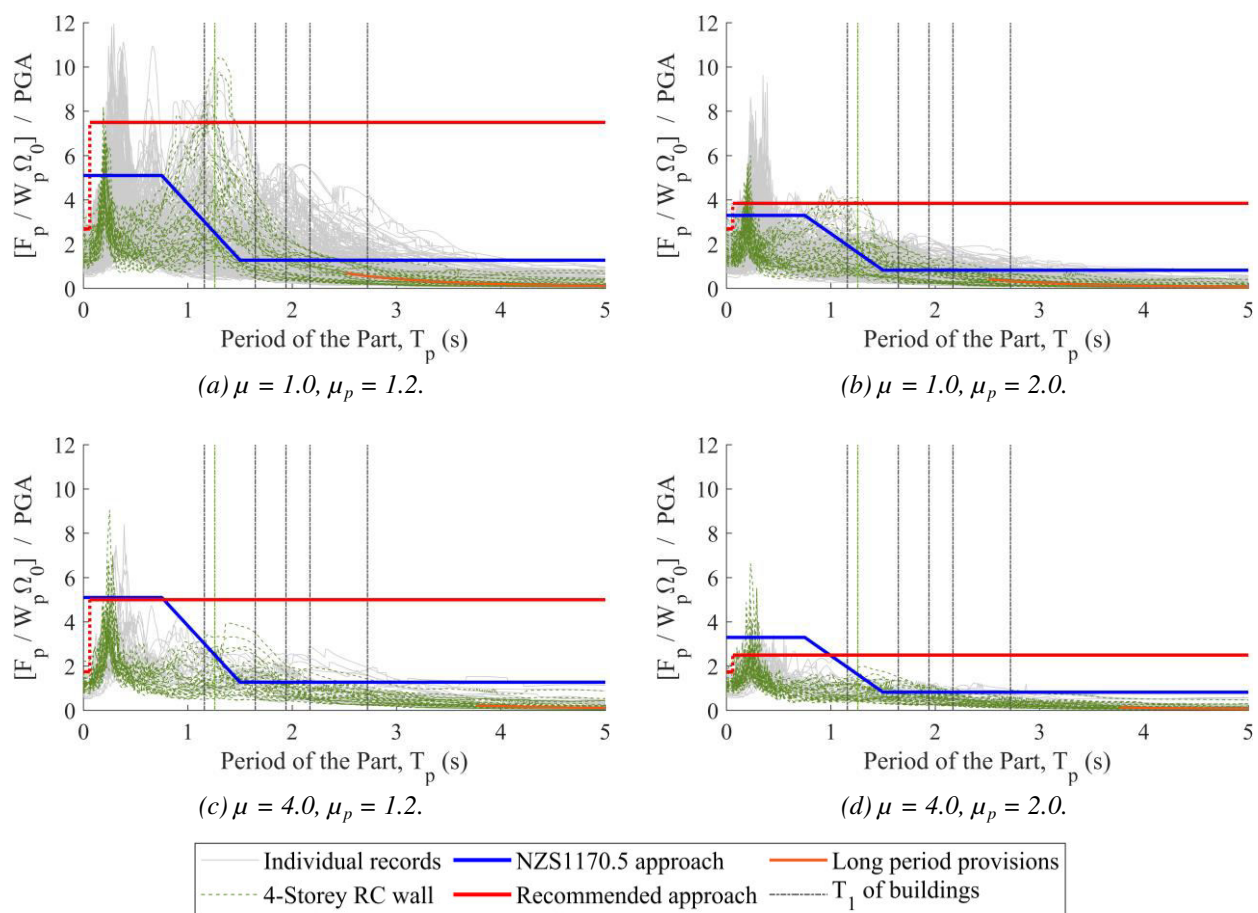 12
10
8
6
4
2
0
[F_p / W_p Ω_0] / PGA
0 1 2 3 4 5
Period of the Part, T_p (s)
(a) μ = 1.0, μ_p = 1.2.
12
10
8
6
4
2
0
[F_p / W_p Ω_0] / PGA
0 1 2 3 4 5
Period of the Part, T_p (s)
(b) μ = 1.0, μ_p = 2.0.
12
10
8
6
4
2
0
[F_p / W_p Ω_0] / PGA
0 1 2 3 4 5
Period of the Part, T_p (s)
(c) μ = 4.0, μ_p = 1.2.
12
10
8
6
4
2
0
[F_p / W_p Ω_0] / PGA
0 1 2 3 4 5
Period of the Part, T_p (s)
(d) μ = 4.0, μ_p = 2.0.
Individual records NZS1170.5 approach Long period provisions
4-Storey RC wall Recommended approach T_1 of buildings